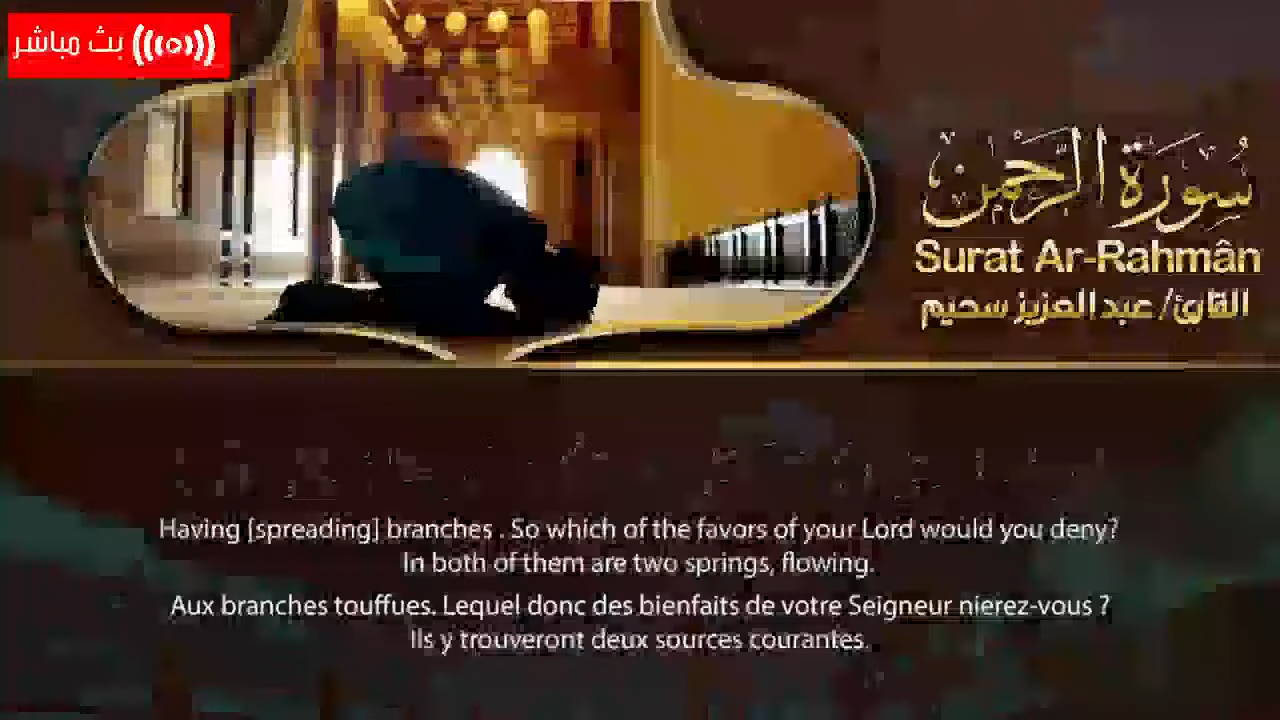 بث مباشر
سُورَةُ الرَّحْمَٰن
Surat Ar-Rahmân
القارئ/ عبد العزيز سحيم
Having [spreading] branches . So which of the favors of your Lord would you deny?
In both of them are two springs, flowing.
Aux branches touffues. Lequel donc des bienfaits de votre Seigneur nierez-vous ?
Ils y trouveront deux sources courantes.